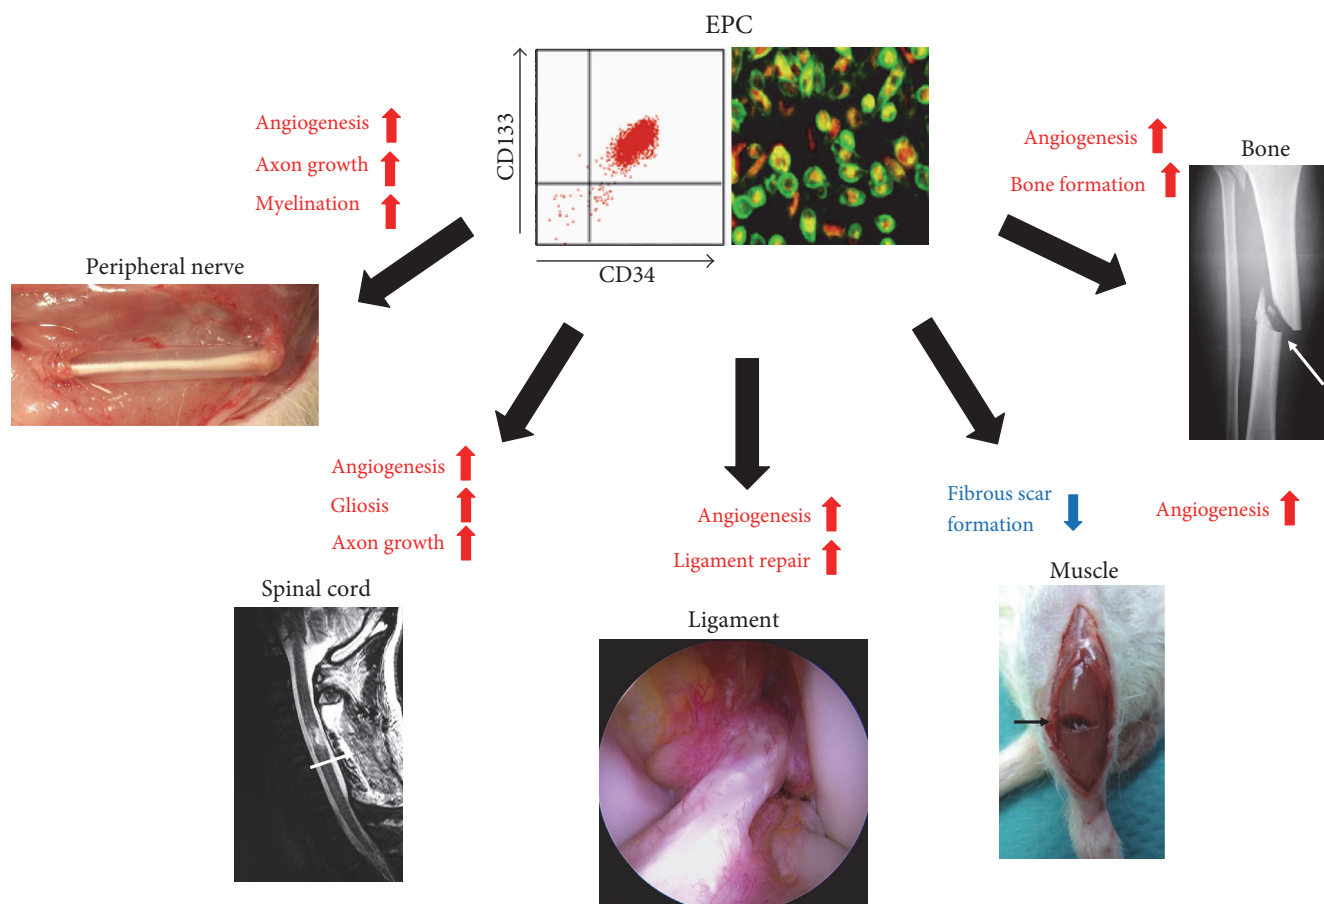 EPC
CD133
CD34
Angiogenesis
Axon growth
Myelination
Peripheral nerve
Angiogenesis
Bone formation
Bone
Angiogenesis
Gliosis
Axon growth
Spinal cord
Angiogenesis
Ligament repair
Ligament
Fibrous scar
formation
Angiogenesis
Muscle